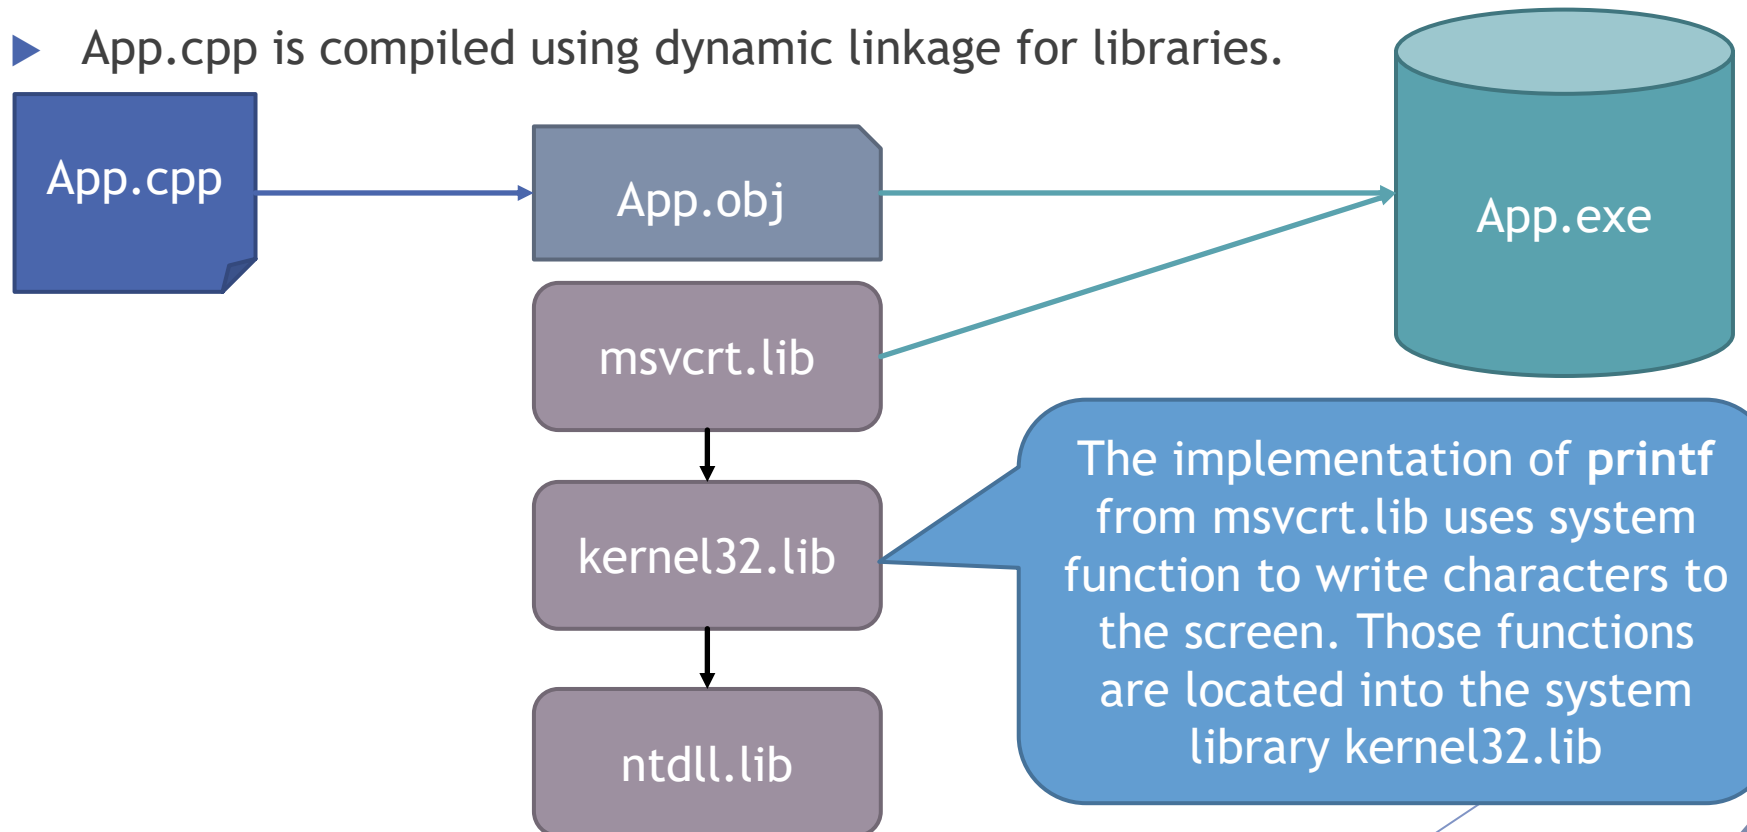 App.cpp is compiled using dynamic linkage for libraries.
App.cpp
App.obj
App.exe
msvcrt.lib
kernel32.lib
ntdll.lib
The implementation of printf
from msvcrt.lib uses system
function to write characters to
the screen. Those functions
are located into the system
library kernel32.lib